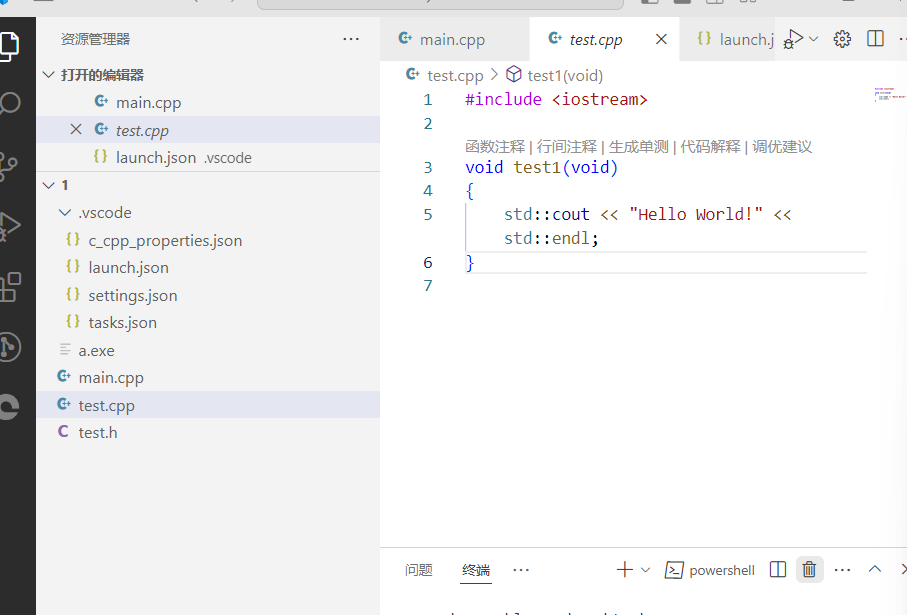 资源管理器
打开的编辑器
main.cpp
test.cpp
launch.json .vscode
1
.vscode
c_cpp_properties.json
launch.json
settings.json
tasks.json
a.exe
main.cpp
test.cpp
test.h
main.cpp test.cpp launch.j
test.cpp > test1(void)
1 #include <iostream>
2
函数注释 | 行间注释 | 生成单测 | 代码解释 | 调优建议
3 void test1(void)
4 {
5 std::cout << "Hello World!" <<
std::endl;
6 }
7
问题 终端 powershell